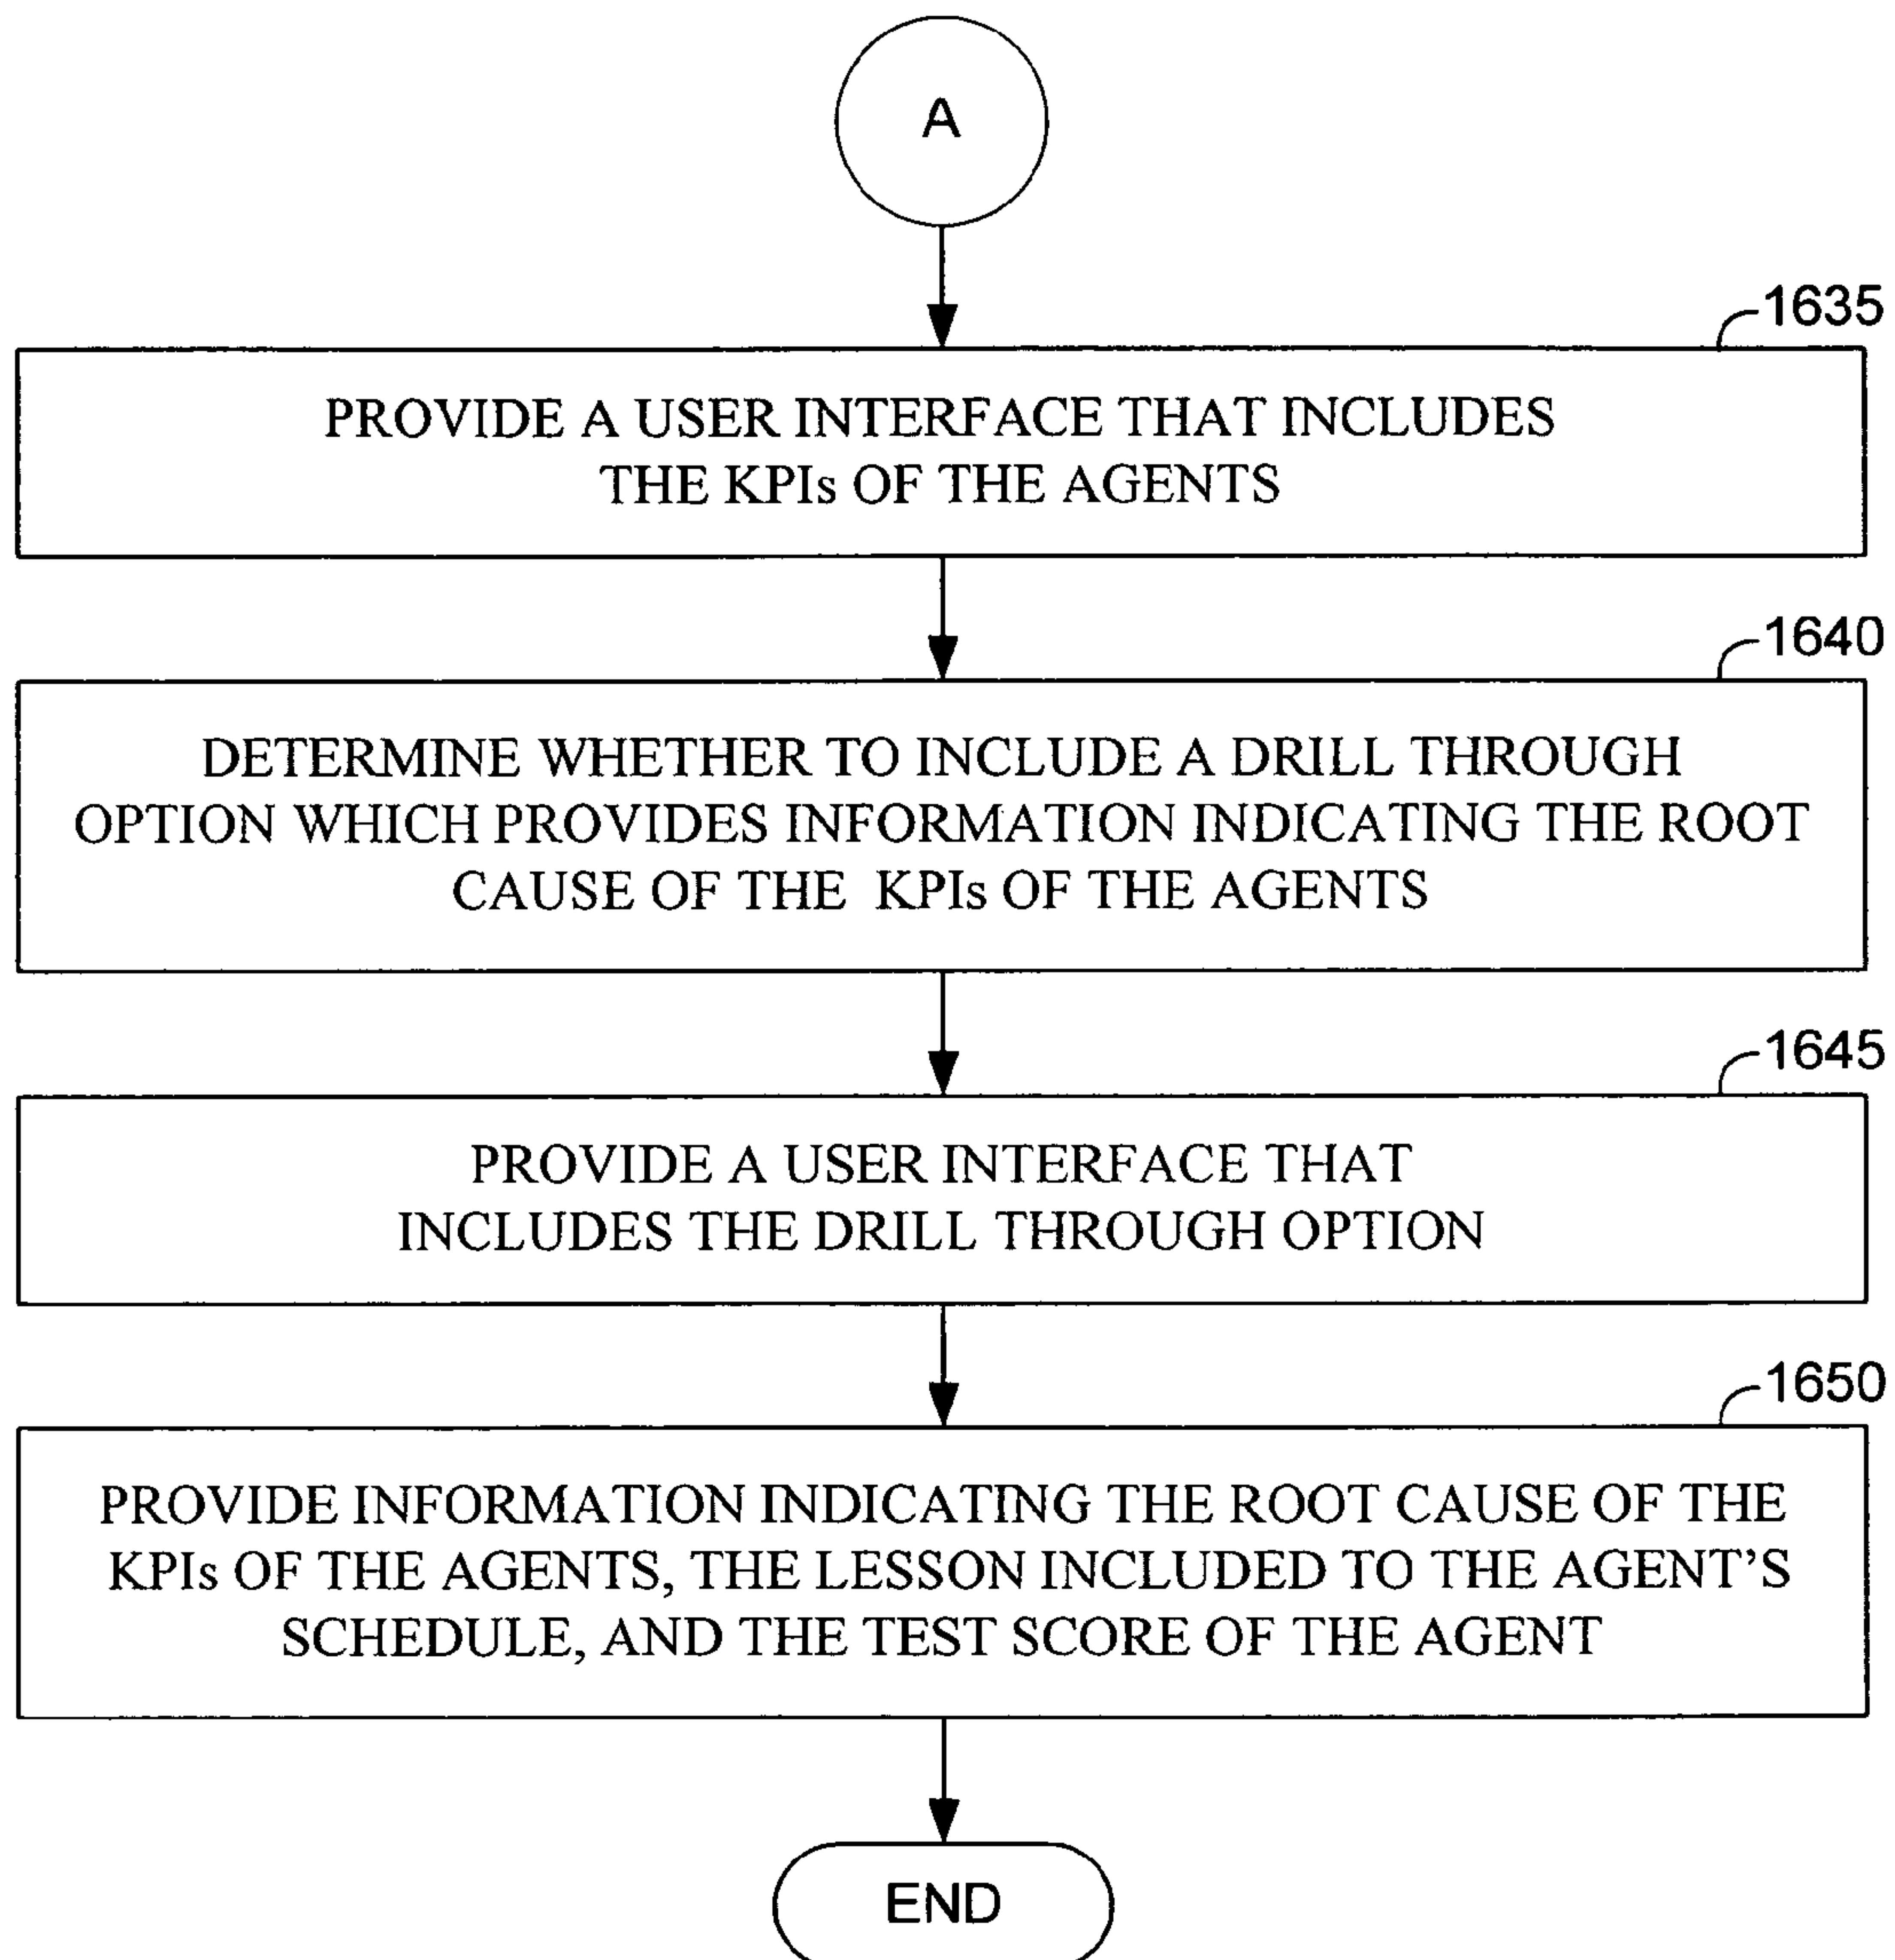 A
1635
PROVIDE A USER INTERFACE THAT INCLUDES
THE KPIs OF THE AGENTS
1640
DETERMINE WHETHER TO INCLUDE A DRILL THROUGH
OPTION WHICH PROVIDES INFORMATION INDICATING THE ROOT
CAUSE OF THE KPIs OF THE AGENTS
1645
PROVIDE A USER INTERFACE THAT
INCLUDES THE DRILL THROUGH OPTION
1650
PROVIDE INFORMATION INDICATING THE ROOT CAUSE OF THE
KPIs OF THE AGENTS, THE LESSON INCLUDED TO THE AGENT'S
SCHEDULE, AND THE TEST SCORE OF THE AGENT
END